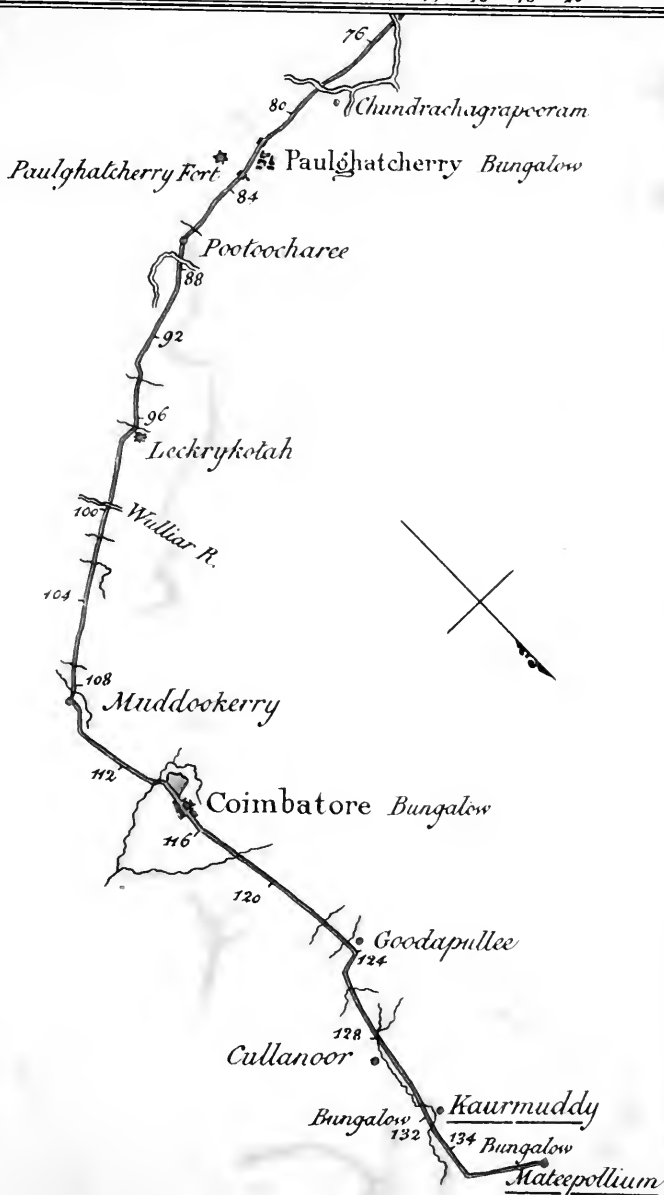 76
80
Chundrachagrapooram
Paulghatcherry Fort
Paulghatcherry Bungalow
84
Pootoocharee
88
92
96
Leckrykotah
100
Wulliar R.
104
108
Muddookerry
112
Coimbatore Bungalow
116
120
Goodapullee
124
128
Cullanoor
Kaurmuddy
Bungalow
132
134
Bungalow
Mateepollium